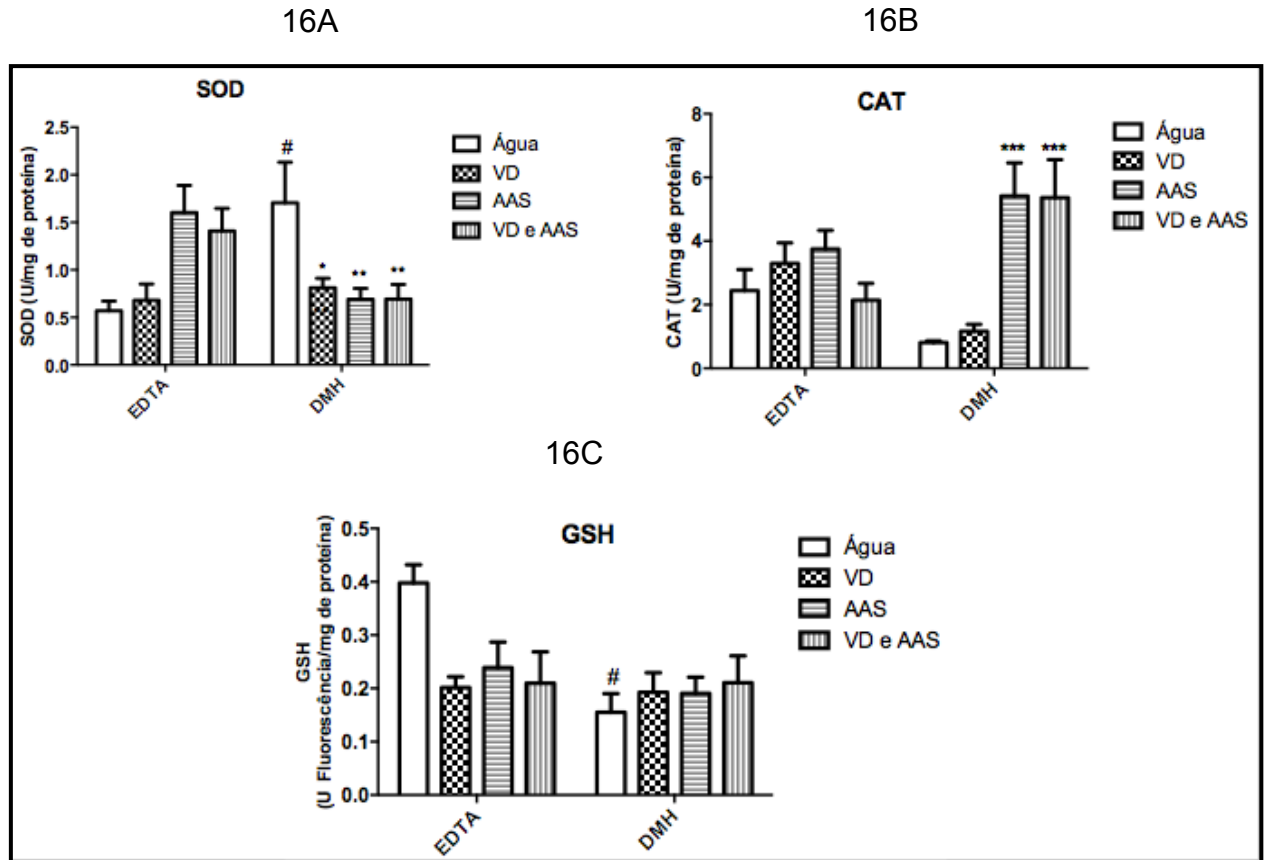 16A
16B
SOD
SOD (U/mg de proteína)
2.5
2.0
1.5
1.0
0.5
0.0
#
*
**
**
EDTA
DMH
Água
VD
AAS
VD e AAS
CAT
CAT (U/mg de proteína)
8
6
4
2
0
***
***
EDTA
DMH
Água
VD
AAS
VD e AAS
16C
GSH
GSH
(U Fluorescência/mg de proteína)
0.5
0.4
0.3
0.2
0.1
0.0
#
EDTA
DMH
Água
VD
AAS
VD e AAS